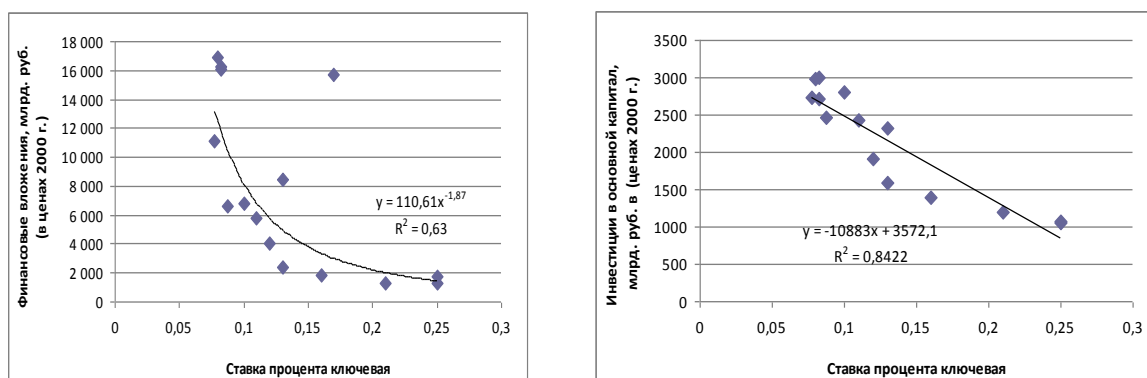 Финансовые вложения, млрд. руб.
(в ценах 2000 г.)
18 000
16 000
14 000
12 000
10 000
8 000
6 000
4 000
2 000
0
y = 110,61x^-1,87
R² = 0,63
0 0,05 0,1 0,15 0,2 0,25 0,3
Ставка процента ключевая
Инвестиции в основной капитал,
млрд. руб. в (ценах 2000 г.)
3500
3000
2500
2000
1500
1000
500
0
y = -10883x + 3572,1
R² = 0,8422
0 0,05 0,1 0,15 0,2 0,25 0,3
Ставка процента ключевая